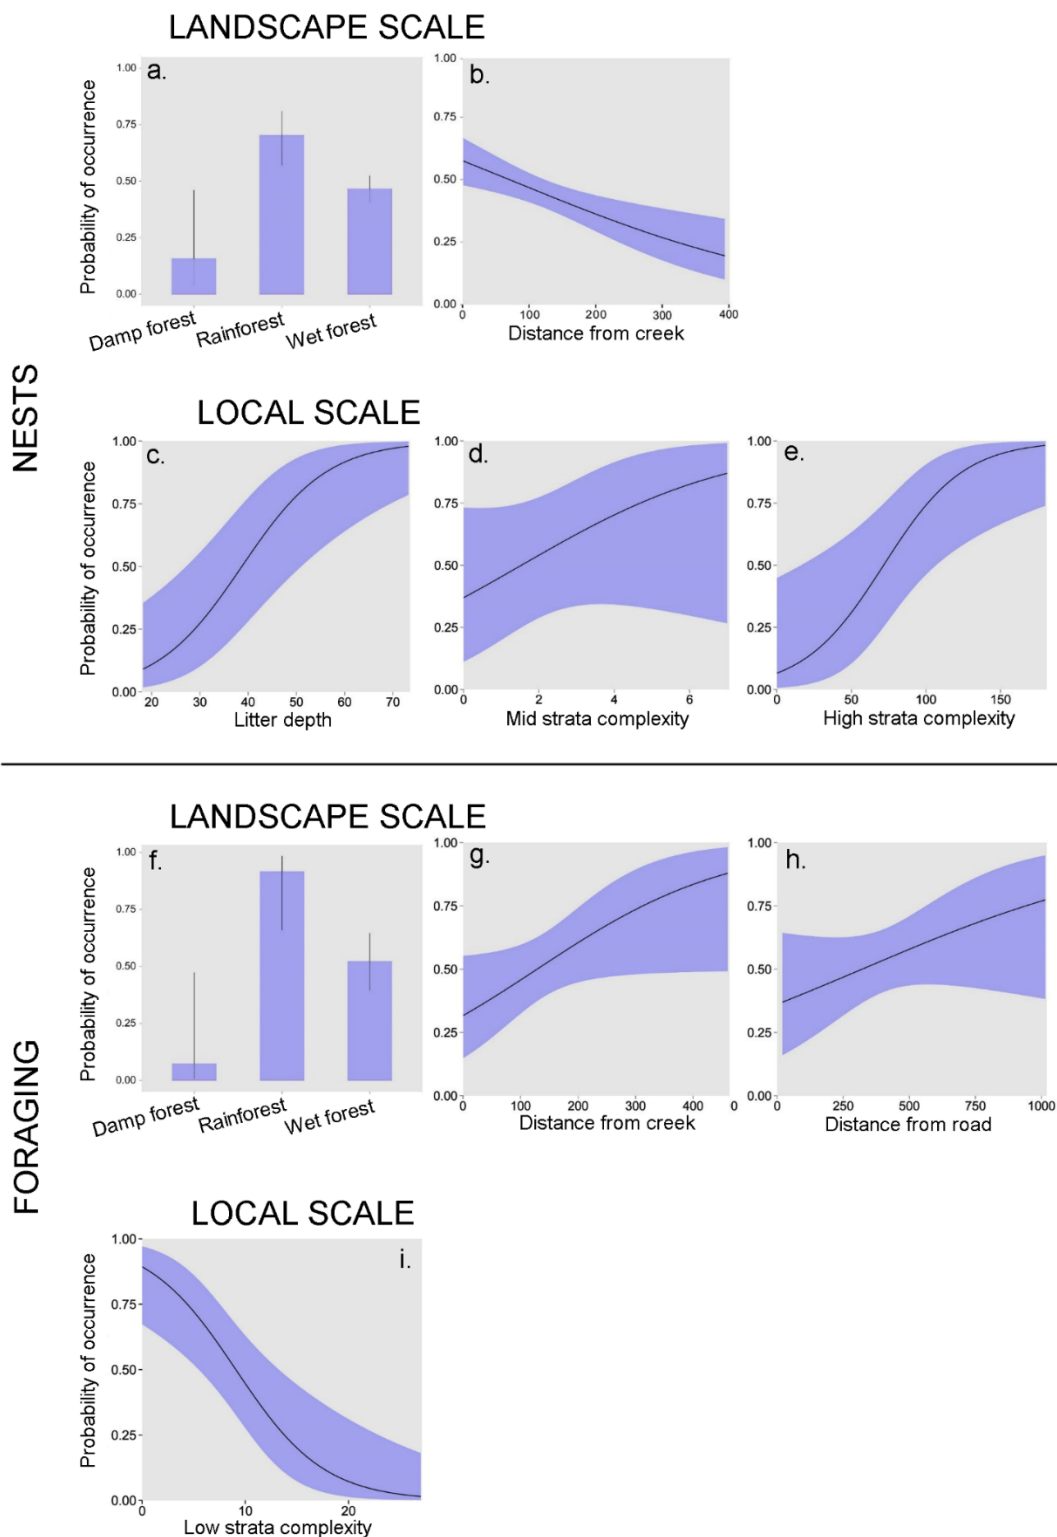 LANDSCAPE SCALE
a.
b.
Probability of occurrence
1.00
0.75
0.50
0.25
0.00
Damp forest
Rainforest
Wet forest
1.00
0.75
0.50
0.25
0.00
0 100 200 300 400
Distance from creek
NESTS
LOCAL SCALE
c.
d.
e.
Probability of occurrence
1.00
0.75
0.50
0.25
0.00
20 30 40 50 60 70
Litter depth
1.00
0.75
0.50
0.25
0.00
0 2 4 6
Mid strata complexity
1.00
0.75
0.50
0.25
0.00
0 50 100 150
High strata complexity
LANDSCAPE SCALE
f.
g.
h.
Probability of occurrence
1.00
0.75
0.50
0.25
0.00
Damp forest
Rainforest
Wet forest
1.00
0.75
0.50
0.25
0.00
0 100 200 300 400
Distance from creek
1.00
0.75
0.50
0.25
0.00
0 250 500 750 1000
Distance from road
FORAGING
LOCAL SCALE
i.
Probability of occurrence
1.00
0.75
0.50
0.25
0.00
0 10 20
Low strata complexity